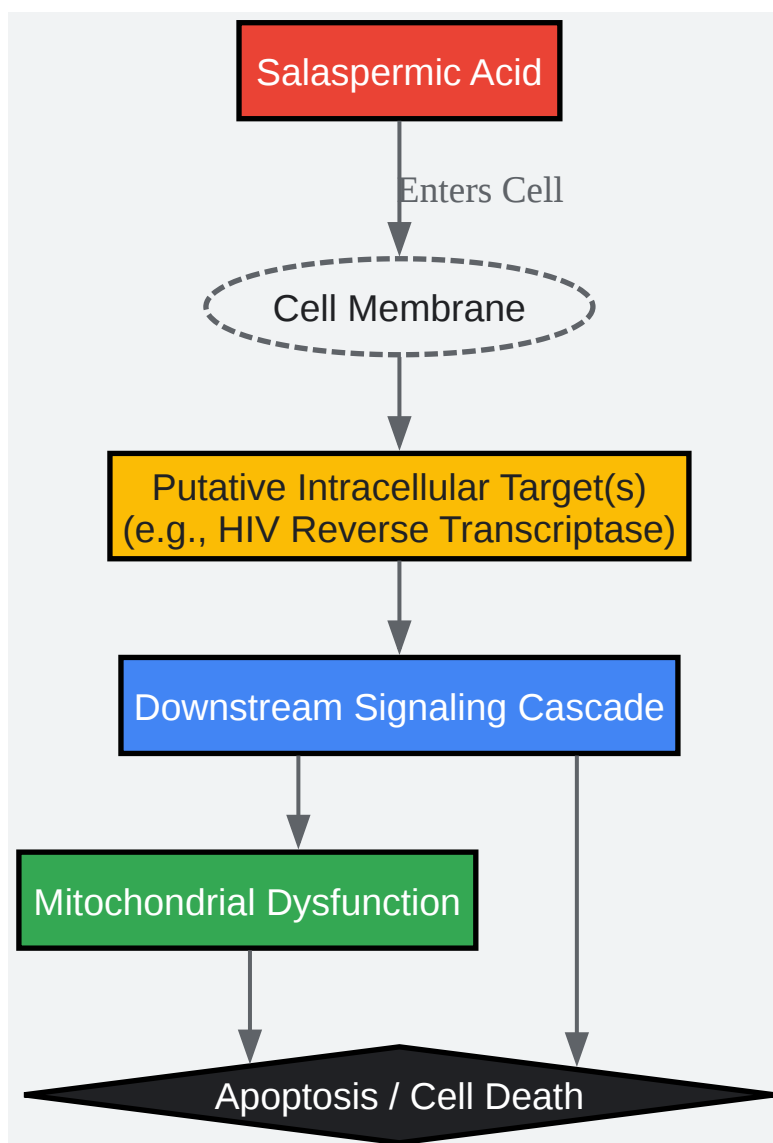 Salaspermic Acid
Enters Cell
Cell Membrane
Putative Intracellular Target(s)
(e.g., HIV Reverse Transcriptase)
Downstream Signaling Cascade
Mitochondrial Dysfunction
Apoptosis / Cell Death